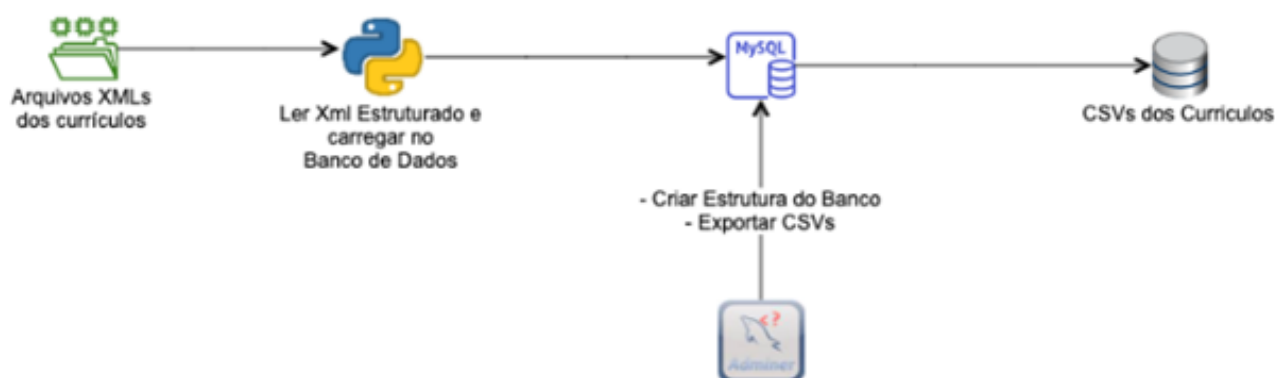 Arquivos XMLs
dos currículos
Ler Xml Estruturado e
carregar no
Banco de Dados
MySQL
CSVs dos Curriculos
- Criar Estrutura do Banco
- Exportar CSVs
<?
Adminer